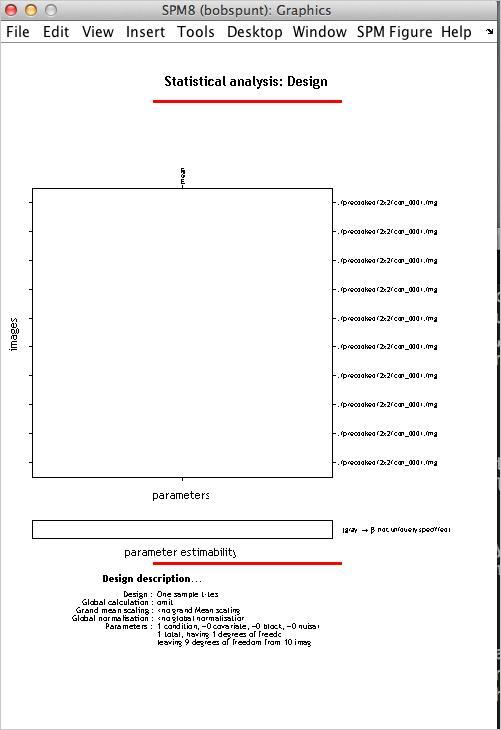 SPM8 (bobspunt): Graphics
File Edit View Insert Tools Desktop Window SPM Figure Help
Statistical analysis: Design
mean
images
./precooked/2x2/con_0001.img
./precooked/2x2/con_0001.img
./precooked/2x2/con_0001.img
./precooked/2x2/con_0001.img
./precooked/2x2/con_0001.img
./precooked/2x2/con_0001.img
./precooked/2x2/con_0001.img
./precooked/2x2/con_0001.img
./precooked/2x2/con_0001.img
./precooked/2x2/con_0001.img
parameters
(gray → β not uniquely specified)
parameter estimability
Design description...
Design : One sample t-tes
Global calculation : omit
Grand mean scaling : <no grand Mean scaling
Global normalisation : <no global normalisation
Parameters : 1 condition, +0 covariate, +0 block, +0 nuisar
1 total, having 1 degrees of freedo
leaving 9 degrees of freedom from 10 imag